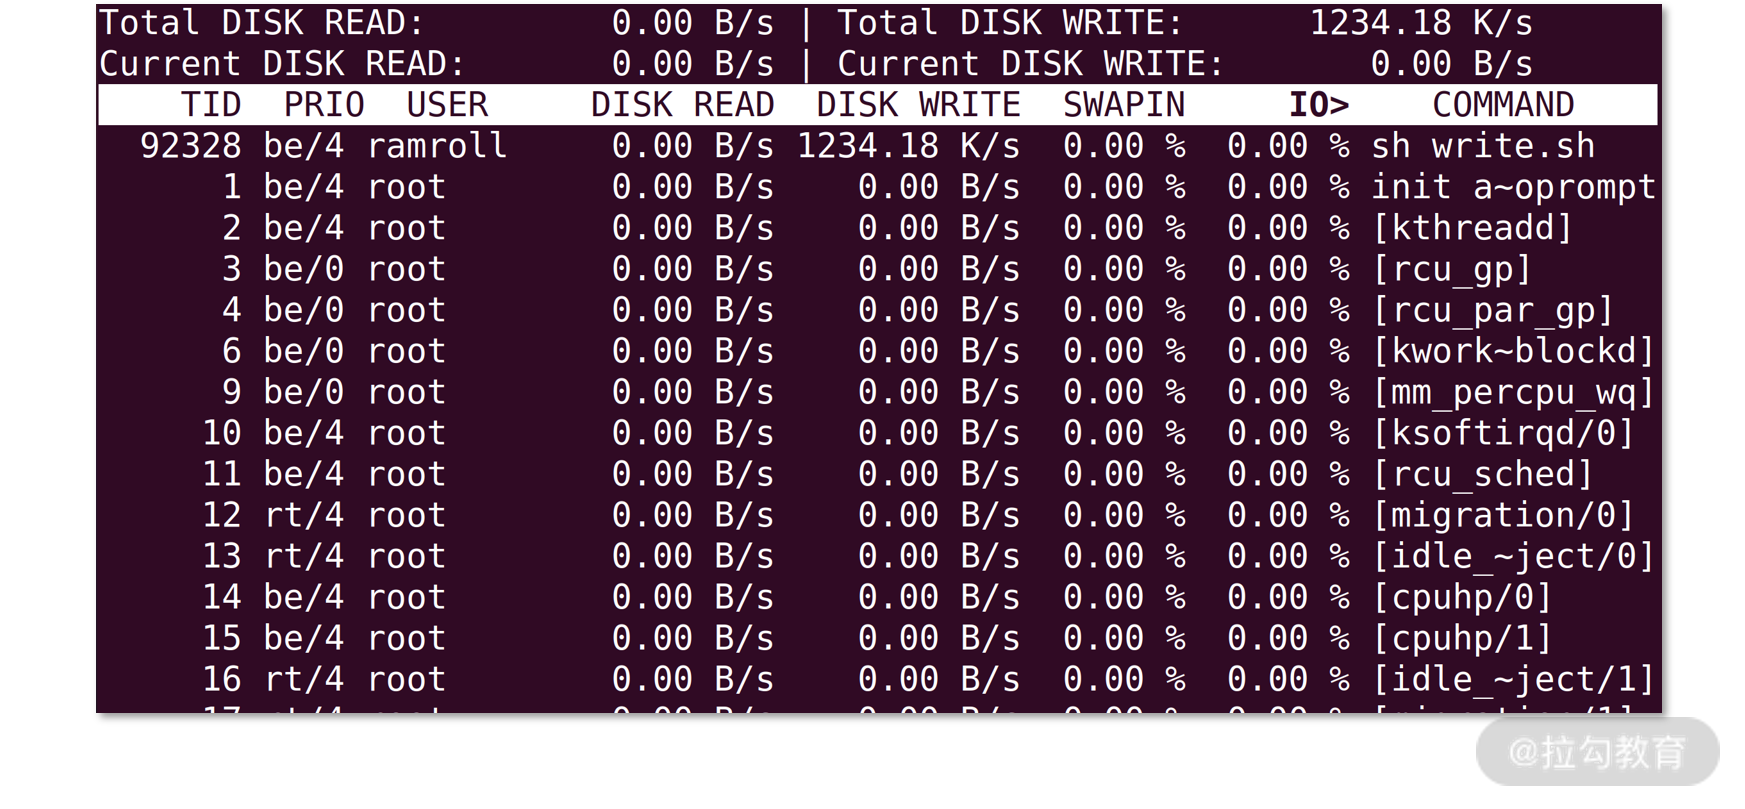 Total DISK READ: 0.00 B/s | Total DISK WRITE: 1234.18 K/s
Current DISK READ: 0.00 B/s | Current DISK WRITE: 0.00 B/s
TID PRIO USER DISK READ DISK WRITE SWAPIN IO> COMMAND
92328 be/4 ramroll 0.00 B/s 1234.18 K/s 0.00 % 0.00 % sh write.sh
1 be/4 root 0.00 B/s 0.00 B/s 0.00 % 0.00 % init a~oprompt
2 be/4 root 0.00 B/s 0.00 B/s 0.00 % 0.00 % [kthreadd]
3 be/0 root 0.00 B/s 0.00 B/s 0.00 % 0.00 % [rcu_gp]
4 be/0 root 0.00 B/s 0.00 B/s 0.00 % 0.00 % [rcu_par_gp]
6 be/0 root 0.00 B/s 0.00 B/s 0.00 % 0.00 % [kwork~blockd]
9 be/0 root 0.00 B/s 0.00 B/s 0.00 % 0.00 % [mm_percpu_wq]
10 be/4 root 0.00 B/s 0.00 B/s 0.00 % 0.00 % [ksoftirqd/0]
11 be/4 root 0.00 B/s 0.00 B/s 0.00 % 0.00 % [rcu_sched]
12 rt/4 root 0.00 B/s 0.00 B/s 0.00 % 0.00 % [migration/0]
13 rt/4 root 0.00 B/s 0.00 B/s 0.00 % 0.00 % [idle_~ject/0]
14 be/4 root 0.00 B/s 0.00 B/s 0.00 % 0.00 % [cpuhp/0]
15 be/4 root 0.00 B/s 0.00 B/s 0.00 % 0.00 % [cpuhp/1]
16 rt/4 root 0.00 B/s 0.00 B/s 0.00 % 0.00 % [idle_~ject/1]
@拉勾教育